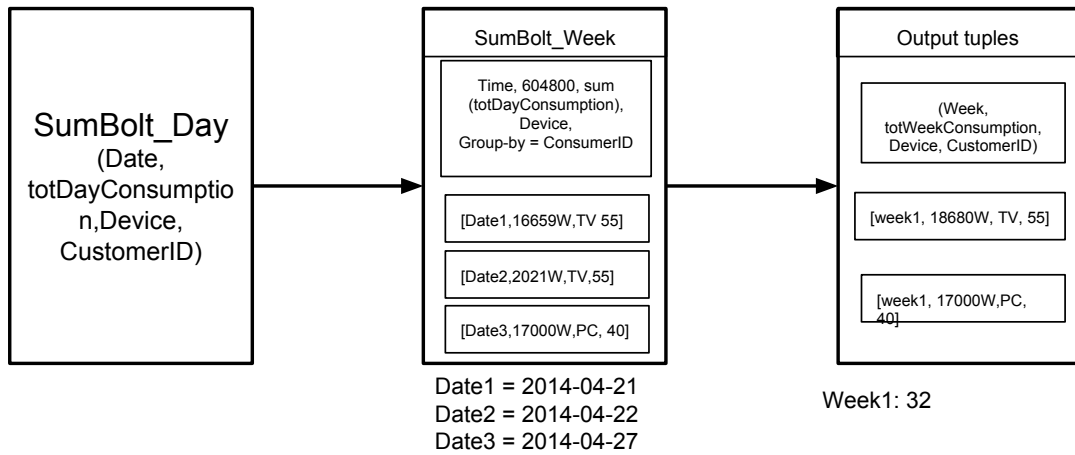 SumBolt_Day
(Date,
totDayConsumptio
n,Device,
CustomerID)
SumBolt_Week
Time, 604800, sum
(totDayConsumption),
Device,
Group-by = ConsumerID
[Date1,16659W,TV 55]
[Date2,2021W,TV,55]
[Date3,17000W,PC, 40]
Date1 = 2014-04-21
Date2 = 2014-04-22
Date3 = 2014-04-27
Output tuples
(Week,
totWeekConsumption,
Device, CustomerID)
[week1, 18680W, TV, 55]
[week1, 17000W,PC,
40]
Week1: 32